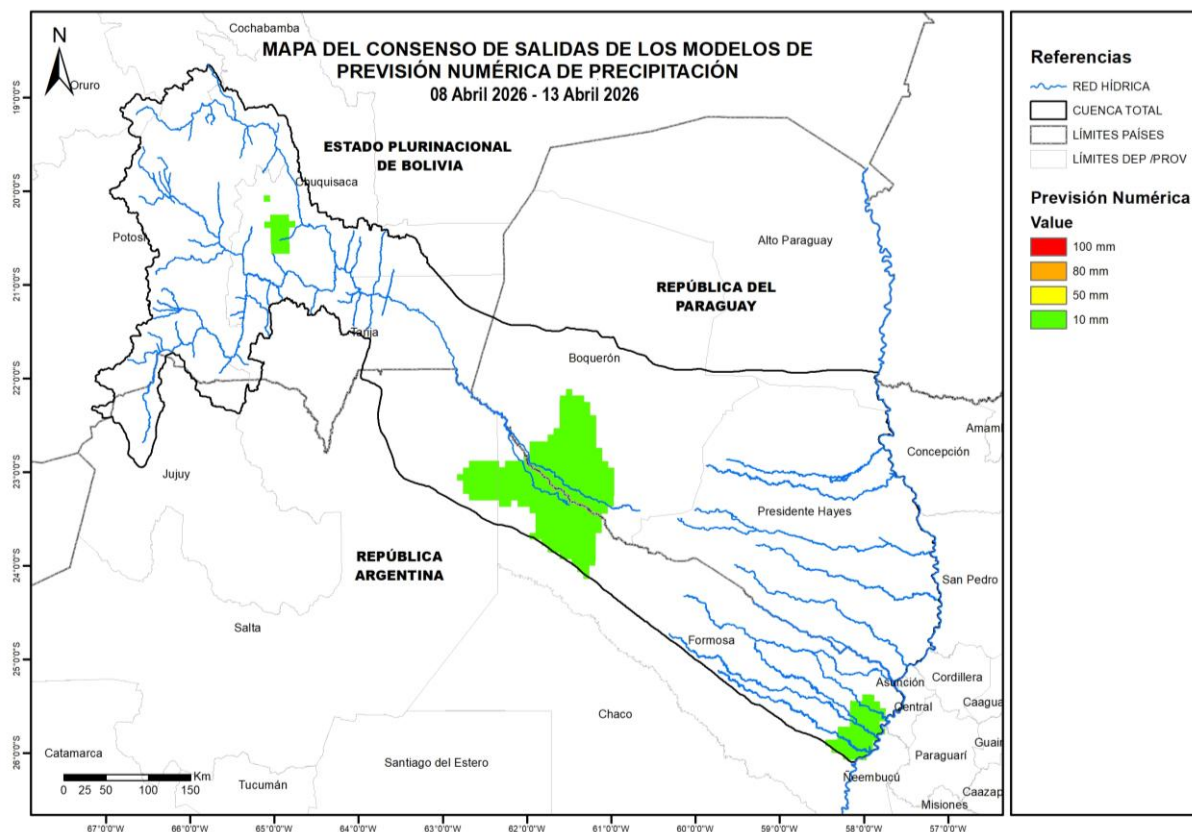 Cochabamba
N
MAPA DEL CONSENSO DE SALIDAS DE LOS MODELOS DE
PREVISIÓN NUMÉRICA DE PRECIPITACIÓN
08 Abril 2026 - 13 Abril 2026
Oruro
ESTADO PLURINACIONAL
DE BOLIVIA
Chuquisaca
Potosí
Alto Paraguay
REPÚBLICA DEL
PARAGUAY
Tarija
Boquerón
Amamb
Concepción
Jujuy
Presidente Hayes
REPÚBLICA
ARGENTINA
San Pedro
Salta
Formosa
Asunción
Cordillera
Central
Caagua
Chaco
Guair
Catamarca
Paraguarí
Santiago del Estero
Ñeembucú
Tucumán
Caazap
Misiones
Km
0 25 50 100 150
19°0'0"S
20°0'0"S
21°0'0"S
22°0'0"S
23°0'0"S
24°0'0"S
25°0'0"S
26°0'0"S
67°0'0"W
66°0'0"W
65°0'0"W
64°0'0"W
63°0'0"W
62°0'0"W
61°0'0"W
60°0'0"W
59°0'0"W
58°0'0"W
57°0'0"W
Referencias
RED HÍDRICA
CUENCA TOTAL
LÍMITES PAÍSES
LÍMITES DEP /PROV
Previsión Numérica
Value
100 mm
80 mm
50 mm
10 mm